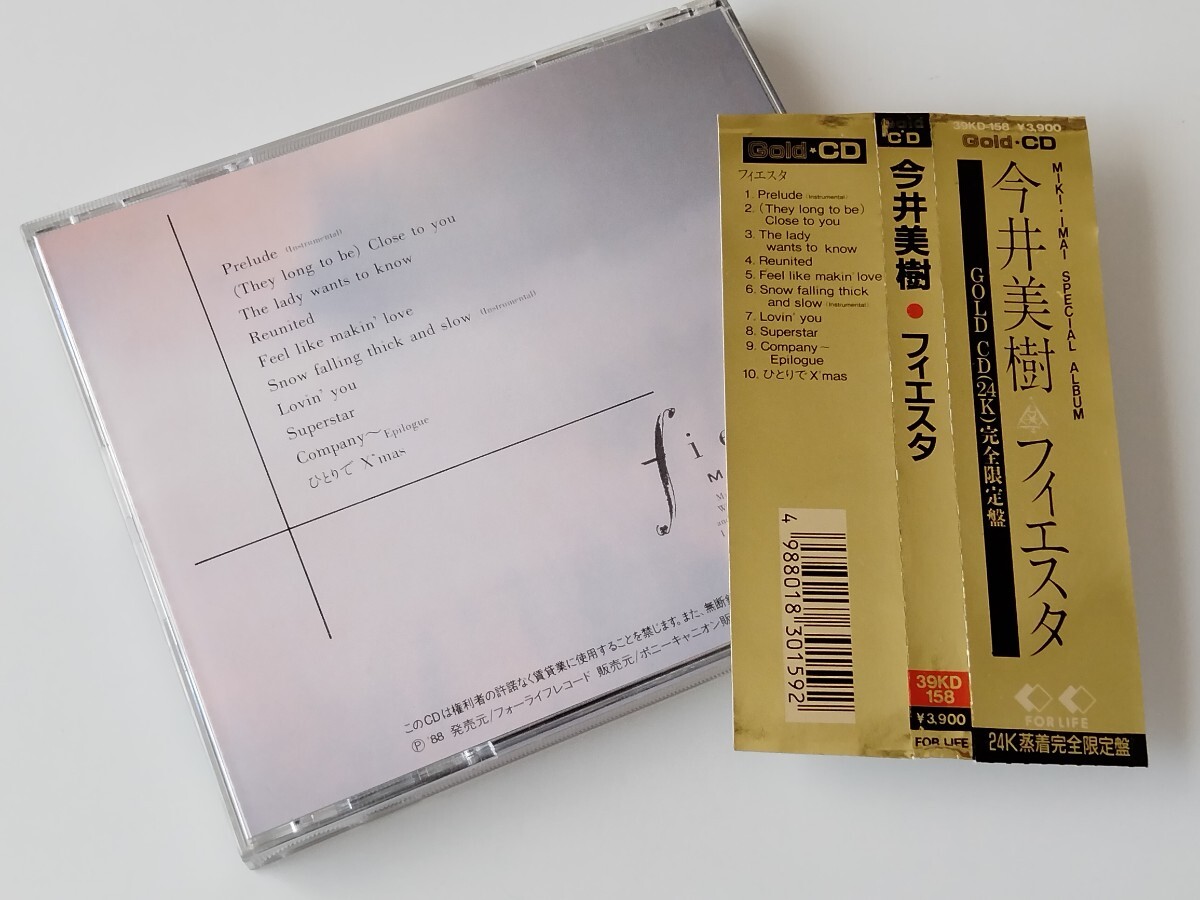 Prelude (Instrumental)
(They long to be) Close to you
The lady wants to know
Reunited
Feel like makin' love
Snow falling thick and slow (Instrumental)
Lovin' you
Superstar
Company〜Epilogue
ひとりで X'mas
fie
M
このCDは権利者の許諾なく賃貸業に使用することを禁じます。また、無断
Ⓟ '88 発売元/フォーライフレコード 販売元/ポニーキャニオン販
Gold★CD
フィエスタ
1. Prelude (Instrumental)
2. (They long to be)
Close to you
3. The lady
wants to know
4. Reunited
5. Feel like makin' love
6. Snow falling thick
and slow (Instrumental)
7. Lovin' you
8. Superstar
9. Company〜
Epilogue
10. ひとりで X'mas
4 988018 301592
Gold
CD
今井美樹●フィエスタ
39KD
158
¥3,900
FOR LIFE
39KD-158 ¥3,900
Gold・CD
MIKI・IMAI SPECIAL ALBUM
今井美樹 フィエスタ
GOLD CD(24K)完全限定盤
FOR LIFE
24K蒸着完全限定盤